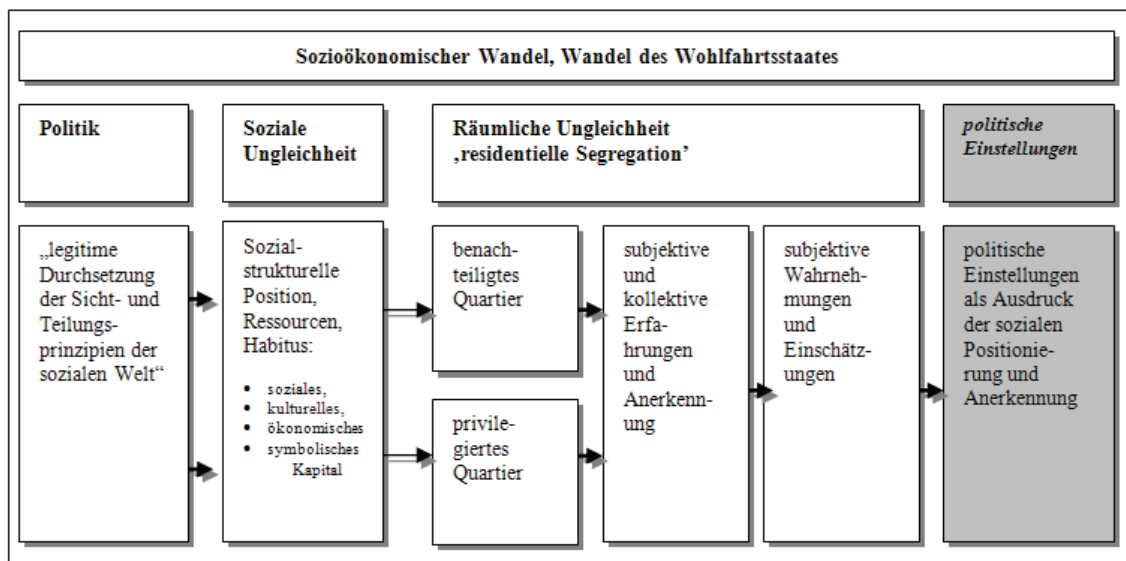 Sozioökonomischer Wandel, Wandel des Wohlfahrtsstaates
Politik
Soziale
Ungleichheit
Räumliche Ungleichheit
‚residentielle Segregation’
politische
Einstellungen
„legitime
Durchsetzung
der Sicht- und
Teilungs-
prinzipien der
sozialen Welt“
Sozial-
strukturelle
Position,
Ressourcen,
Habitus:
• soziales,
• kulturelles,
• ökonomisches
• symbolisches
Kapital
benach-
teiligtes
Quartier
privile-
giertes
Quartier
subjektive
und
kollektive
Erfa-
hrungen
und
Anerkenn-
ung
subjektive
Wahrneh-
mungen
und
Einschätz-
ungen
politische
Einstellungen
als Ausdruck
der sozialen
Positionie-
rung und
Anerkennung